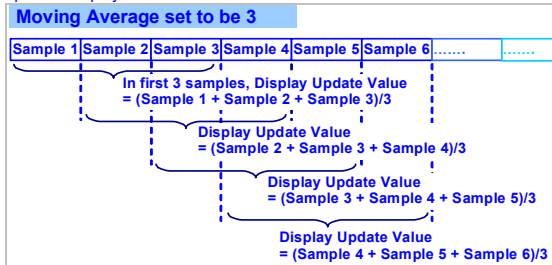 Moving Average set to be 3
Sample 1 Sample 2 Sample 3 Sample 4 Sample 5 Sample 6 ....... .......
In first 3 samples, Display Update Value
= (Sample 1 + Sample 2 + Sample 3)/3
Display Update Value
= (Sample 2 + Sample 3 + Sample 4)/3
Display Update Value
= (Sample 3 + Sample 4 + Sample 5)/3
Display Update Value
= (Sample 4 + Sample 5 + Sample 6)/3